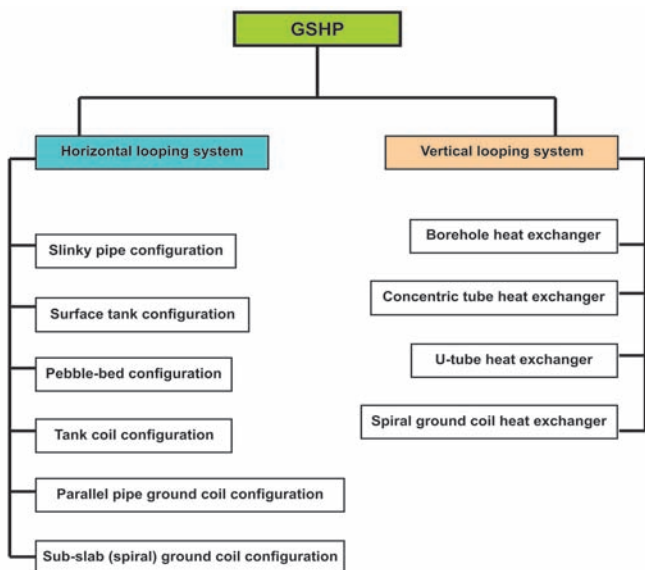 GSHP
Horizontal looping system
Vertical looping system
Slinky pipe configuration
Surface tank configuration
Pebble-bed configuration
Tank coil configuration
Parallel pipe ground coil configuration
Sub-slab (spiral) ground coil configuration
Borehole heat exchanger
Concentric tube heat exchanger
U-tube heat exchanger
Spiral ground coil heat exchanger